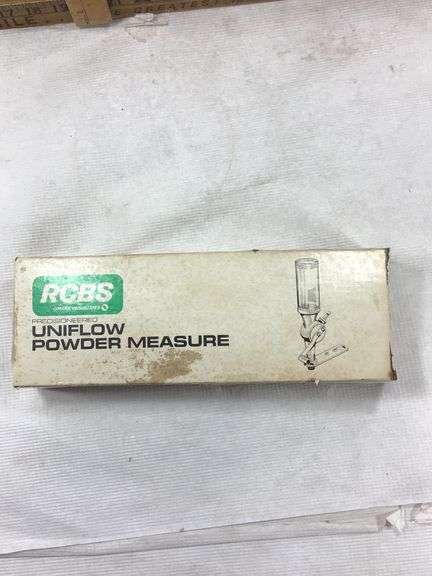 RCBS
PRECISIONEERED
UNIFLOW
POWDER MEASURE